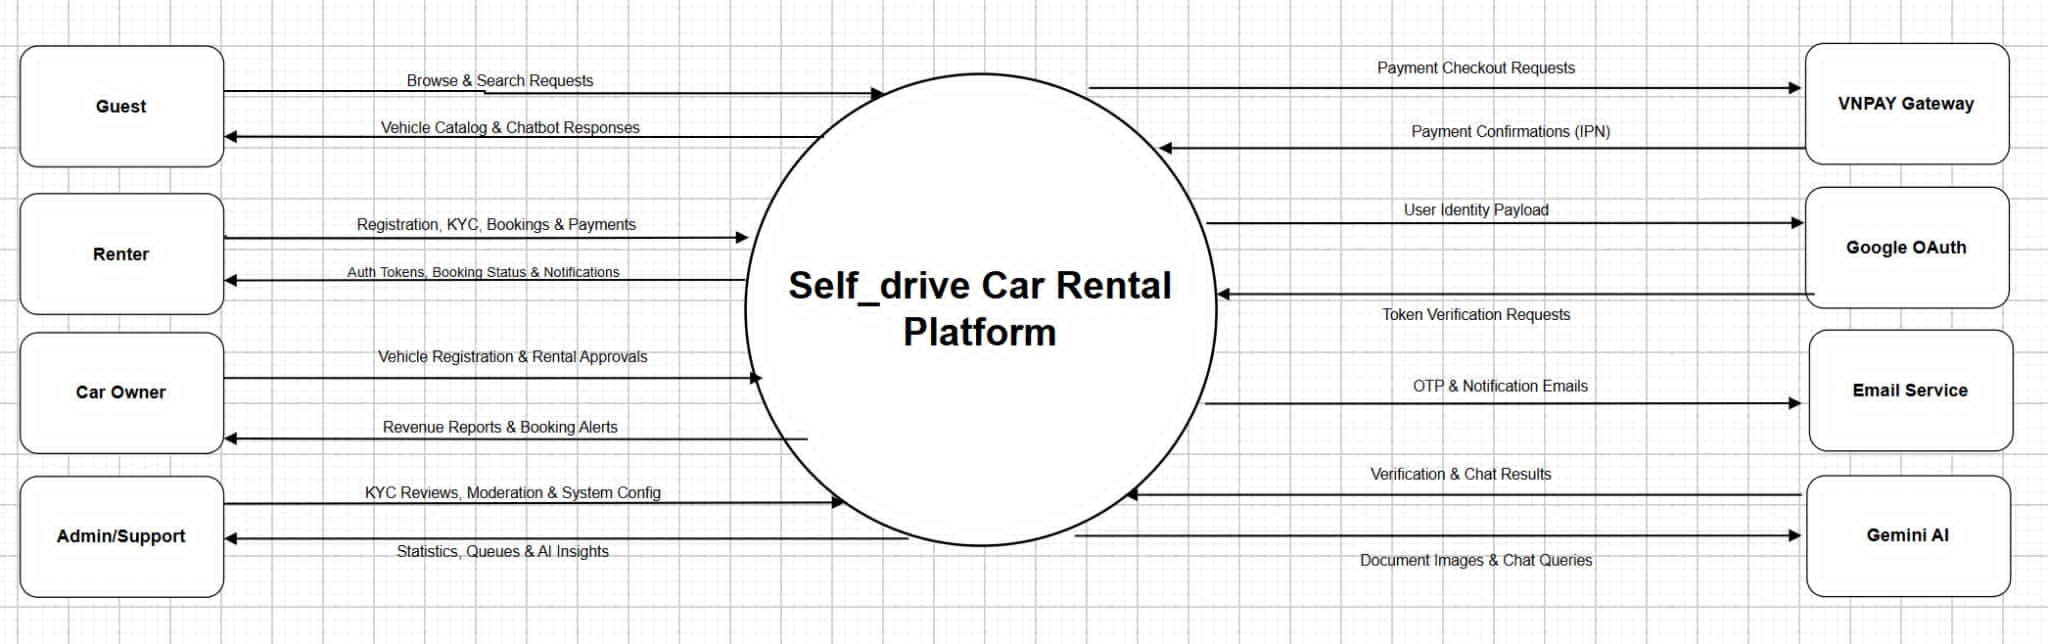 Guest
Browse & Search Requests
Vehicle Catalog & Chatbot Responses
Renter
Registration, KYC, Bookings & Payments
Auth Tokens, Booking Status & Notifications
Car Owner
Vehicle Registration & Rental Approvals
Revenue Reports & Booking Alerts
Admin/Support
KYC Reviews, Moderation & System Config
Statistics, Queues & AI Insights
Self_drive Car Rental
Platform
Payment Checkout Requests
Payment Confirmations (IPN)
VNPAY Gateway
User Identity Payload
Token Verification Requests
Google OAuth
OTP & Notification Emails
Email Service
Verification & Chat Results
Document Images & Chat Queries
Gemini AI